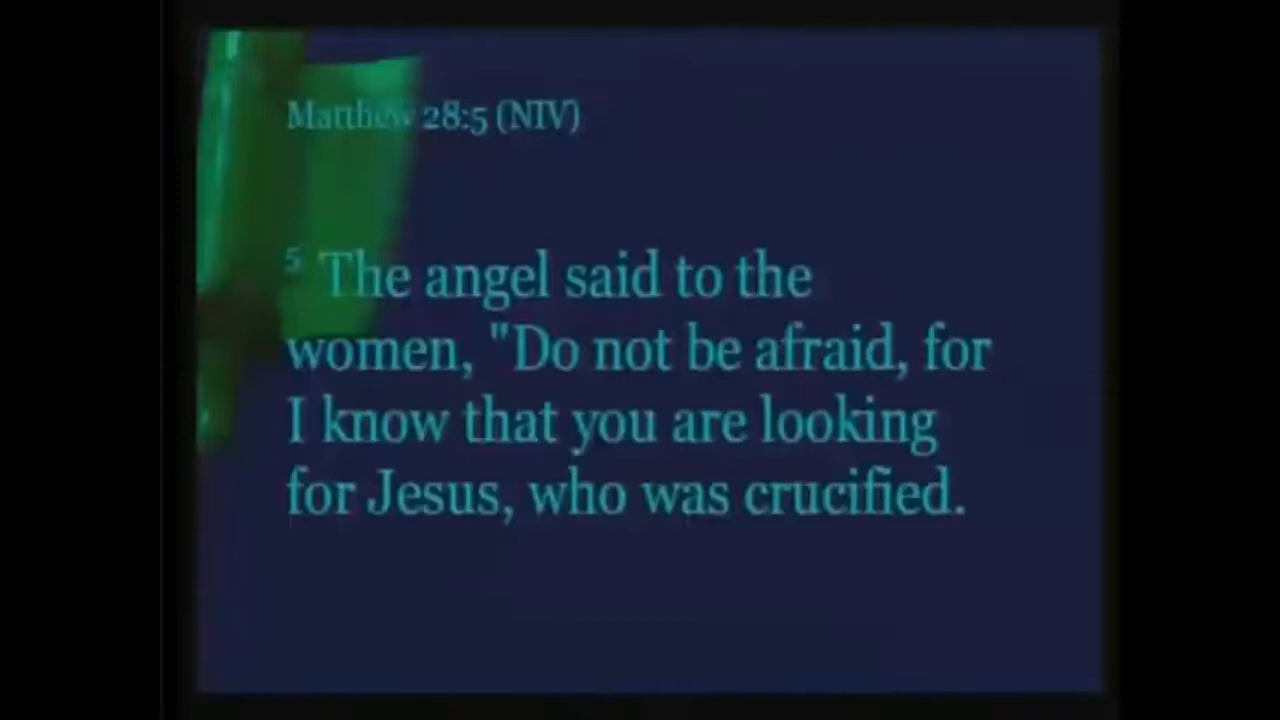 Matthew 28:5 (NIV)
5 The angel said to the
women, "Do not be afraid, for
I know that you are looking
for Jesus, who was crucified.